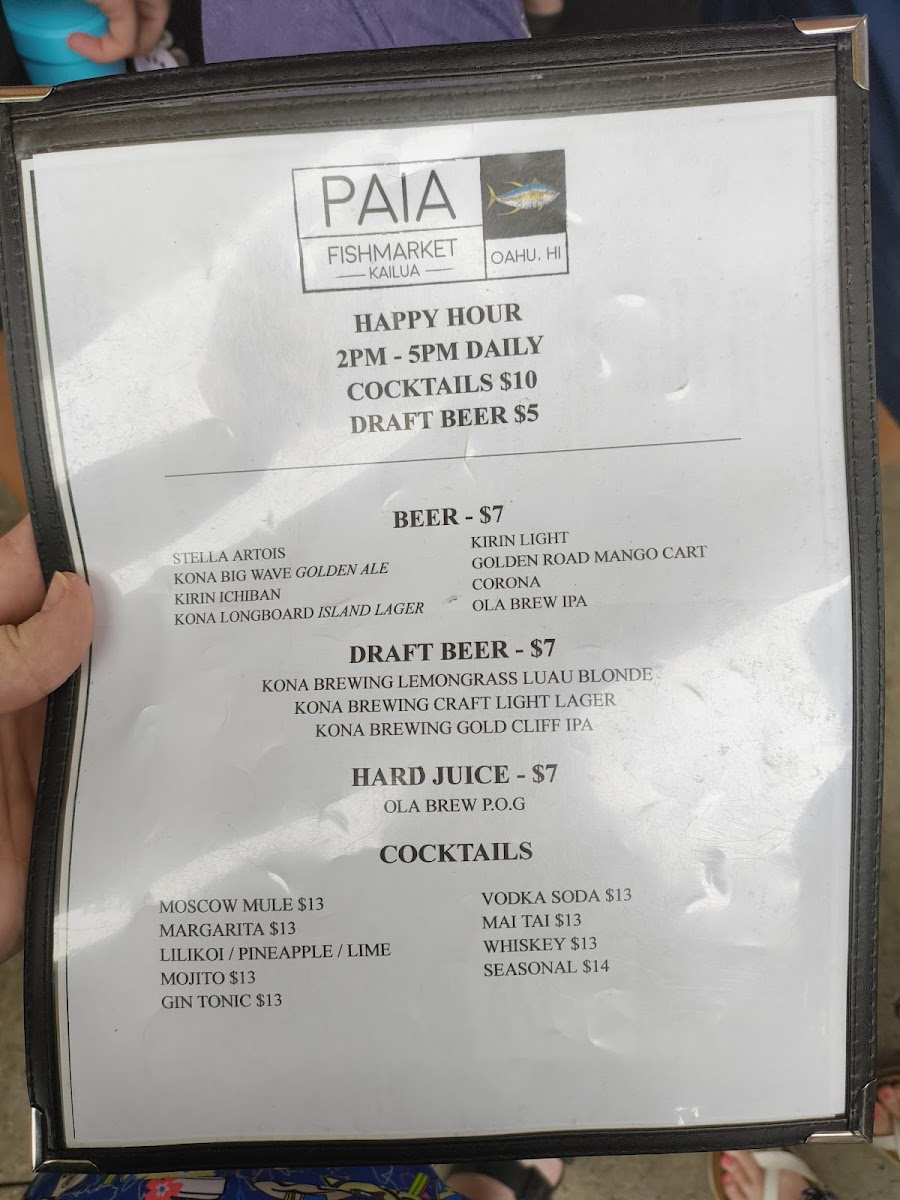 PAIA
FISHMARKET
KAILUA
OAHU, HI
HAPPY HOUR
2PM - 5PM DAILY
COCKTAILS $10
DRAFT BEER $5
BEER - $7
STELLA ARTOIS
KONA BIG WAVE GOLDEN ALE
KIRIN ICHIBAN
KONA LONGBOARD ISLAND LAGER
KIRIN LIGHT
GOLDEN ROAD MANGO CART
CORONA
OLA BREW IPA
DRAFT BEER - $7
KONA BREWING LEMONGRASS LUAU BLONDE
KONA BREWING CRAFT LIGHT LAGER
KONA BREWING GOLD CLIFF IPA
HARD JUICE - $7
OLA BREW P.O.G
COCKTAILS
MOSCOW MULE $13
MARGARITA $13
LILIKOI / PINEAPPLE / LIME
MOJITO $13
GIN TONIC $13
VODKA SODA $13
MAI TAI $13
WHISKEY $13
SEASONAL $14